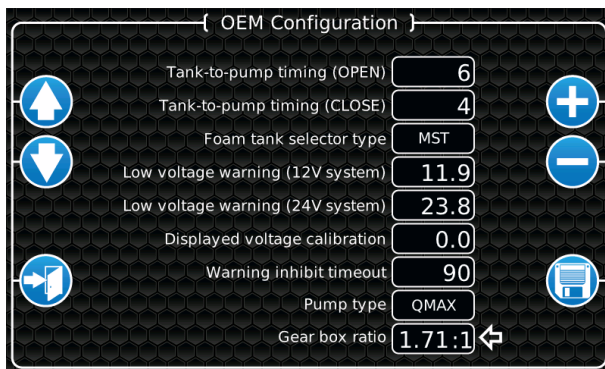 OEM Configuration
Tank-to-pump timing (OPEN) 6
Tank-to-pump timing (CLOSE) 4
Foam tank selector type MST
Low voltage warning (12V system) 11.9
Low voltage warning (24V system) 23.8
Displayed voltage calibration 0.0
Warning inhibit timeout 90
Pump type QMAX
Gear box ratio 1.71:1